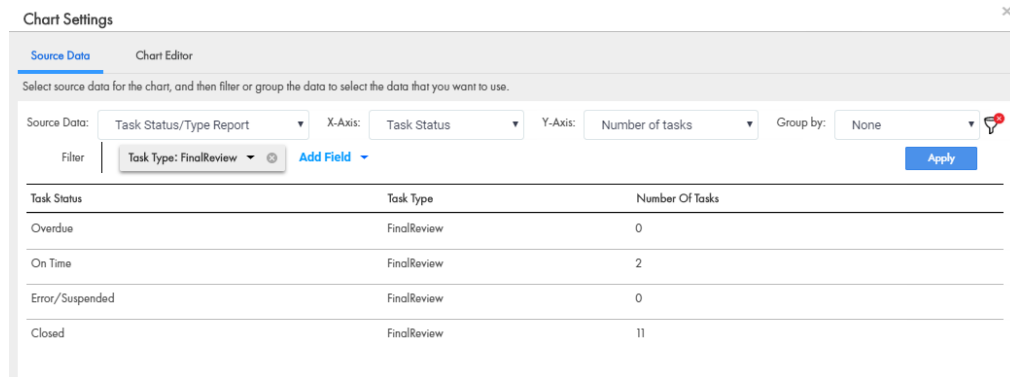 Chart Settings
Source Data Chart Editor
Select source data for the chart, and then filter or group the data to select the data that you want to use.
Source Data: Task Status/Type Report X-Axis: Task Status Y-Axis: Number of tasks Group by: None
Filter Task Type: FinalReview Add Field Apply
Task Status Task Type Number Of Tasks
Overdue FinalReview 0
On Time FinalReview 2
Error/Suspended FinalReview 0
Closed FinalReview 11